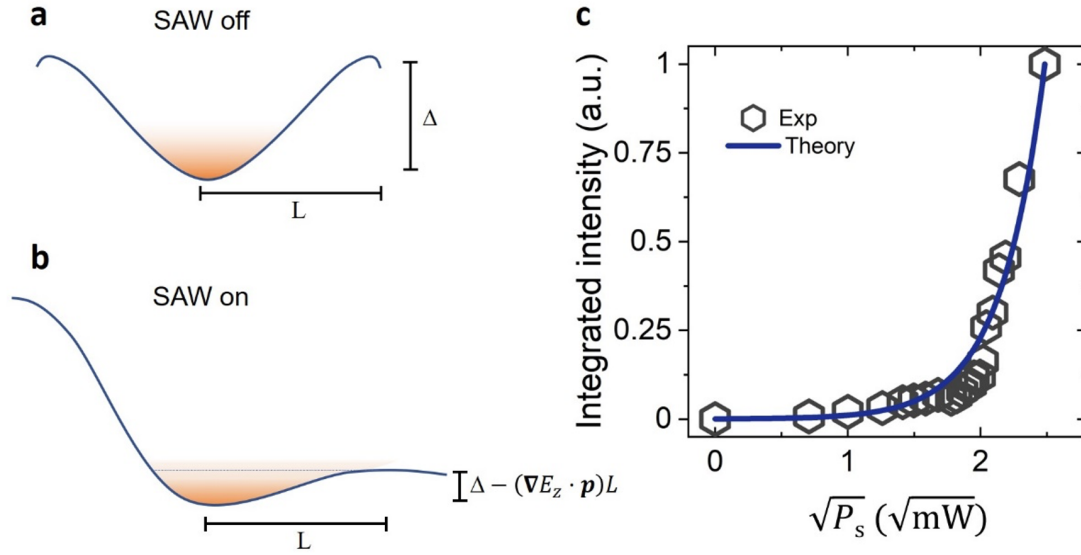 a
SAW off
Δ
L
b
SAW on
Δ − (∇E_z · p)L
L
c
Integrated intensity (a.u.)
1
0.75
0.5
0.25
0
Exp
Theory
0 1 2
√P_s (√mW)